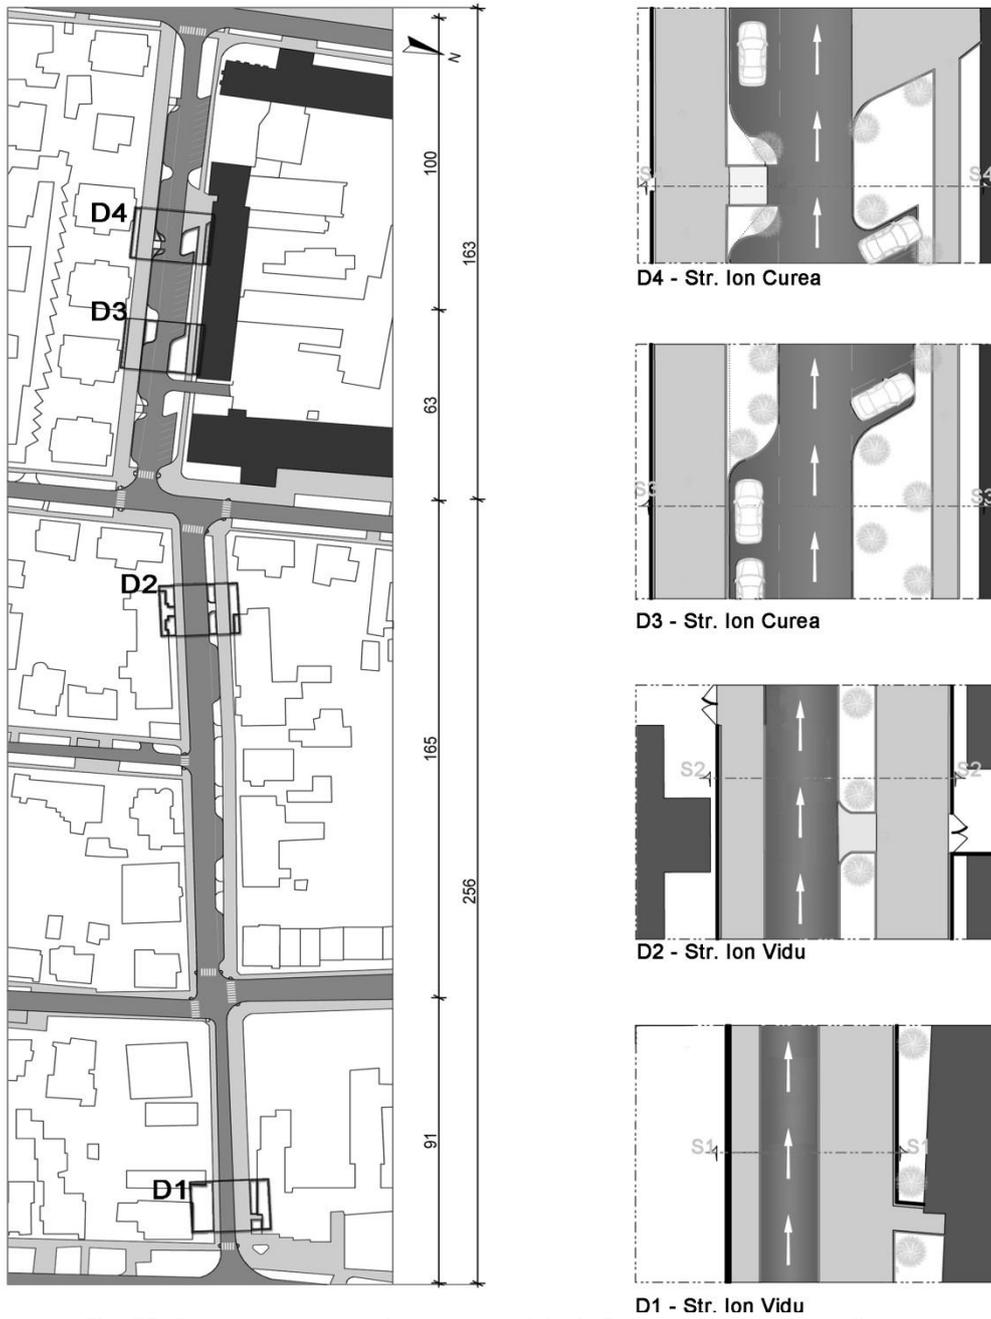 N
100
163
D4
D3
63
D2
165
256
91
D1
S4
S4
D4 - Str. Ion Curea
S3
S3
D3 - Str. Ion Curea
S2
S2
D2 - Str. Ion Vidu
S1
S1
D1 - Str. Ion Vidu